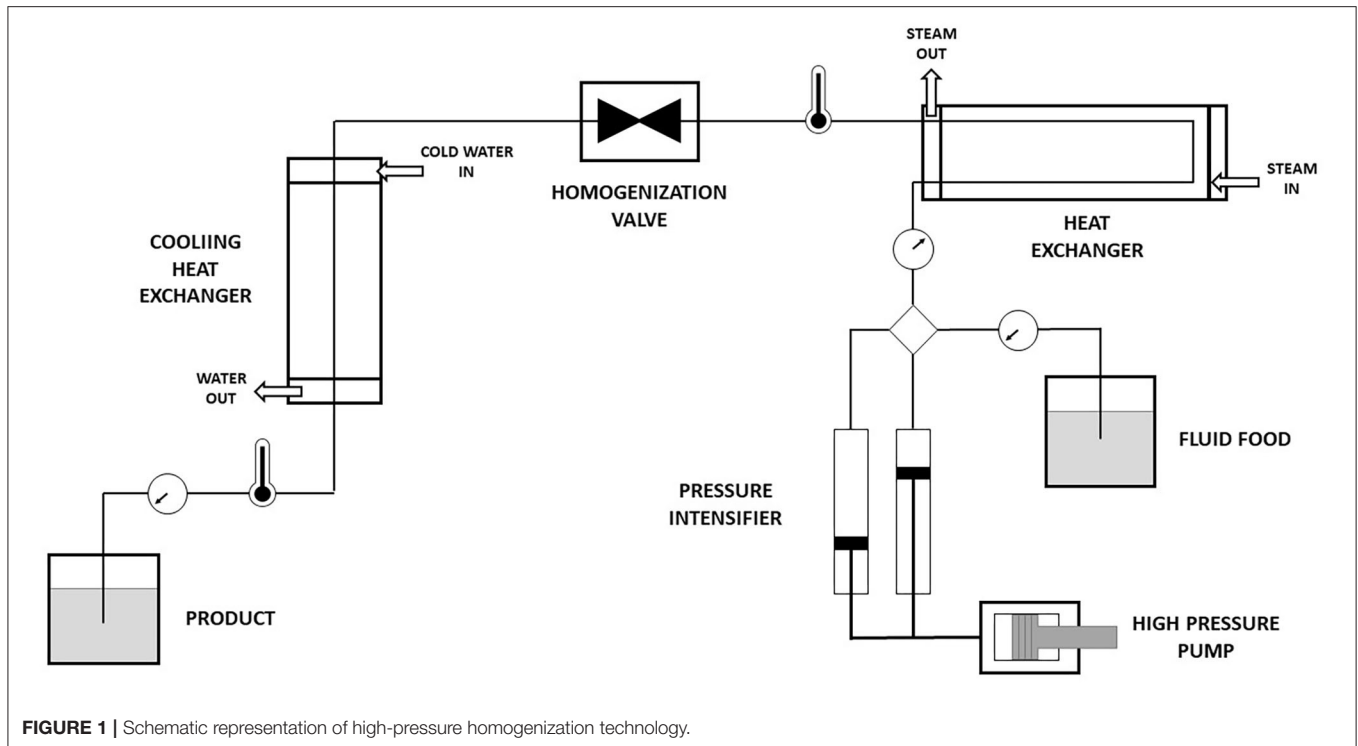 STEAM
OUT
COLD WATER
IN
STEAM
IN
HOMOGENIZATION
VALVE
HEAT
EXCHANGER
COOLIING
HEAT
EXCHANGER
WATER
OUT
FLUID FOOD
PRESSURE
INTENSIFIER
PRODUCT
HIGH PRESSURE
PUMP
FIGURE 1 | Schematic representation of high-pressure homogenization technology.